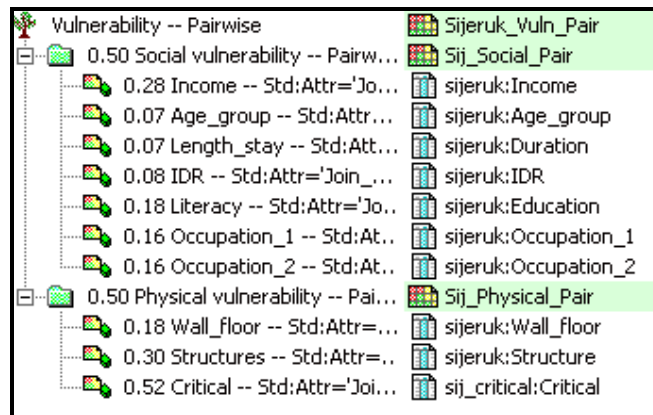 Vulnerability -- Pairwise Sijeruk_Vuln_Pair
0.50 Social vulnerability -- Pairw... Sij_Social_Pair
0.28 Income -- Std:Attr='Jo... sijeruk:Income
0.07 Age_group -- Std:Attr... sijeruk:Age_group
0.07 Length_stay -- Std:Att... sijeruk:Duration
0.08 IDR -- Std:Attr='Join_... sijeruk:IDR
0.18 Literacy -- Std:Attr='Jo.. sijeruk:Education
0.16 Occupation_1 -- Std:At.. sijeruk:Occupation_1
0.16 Occupation_2 -- Std:At.. sijeruk:Occupation_2
0.50 Physical vulnerability -- Pai... Sij_Physical_Pair
0.18 Wall_floor -- Std:Attr=... sijeruk:Wall_floor
0.30 Structures -- Std:Attr=.. sijeruk:Structure
0.52 Critical -- Std:Attr='Joi... sij_critical:Critical